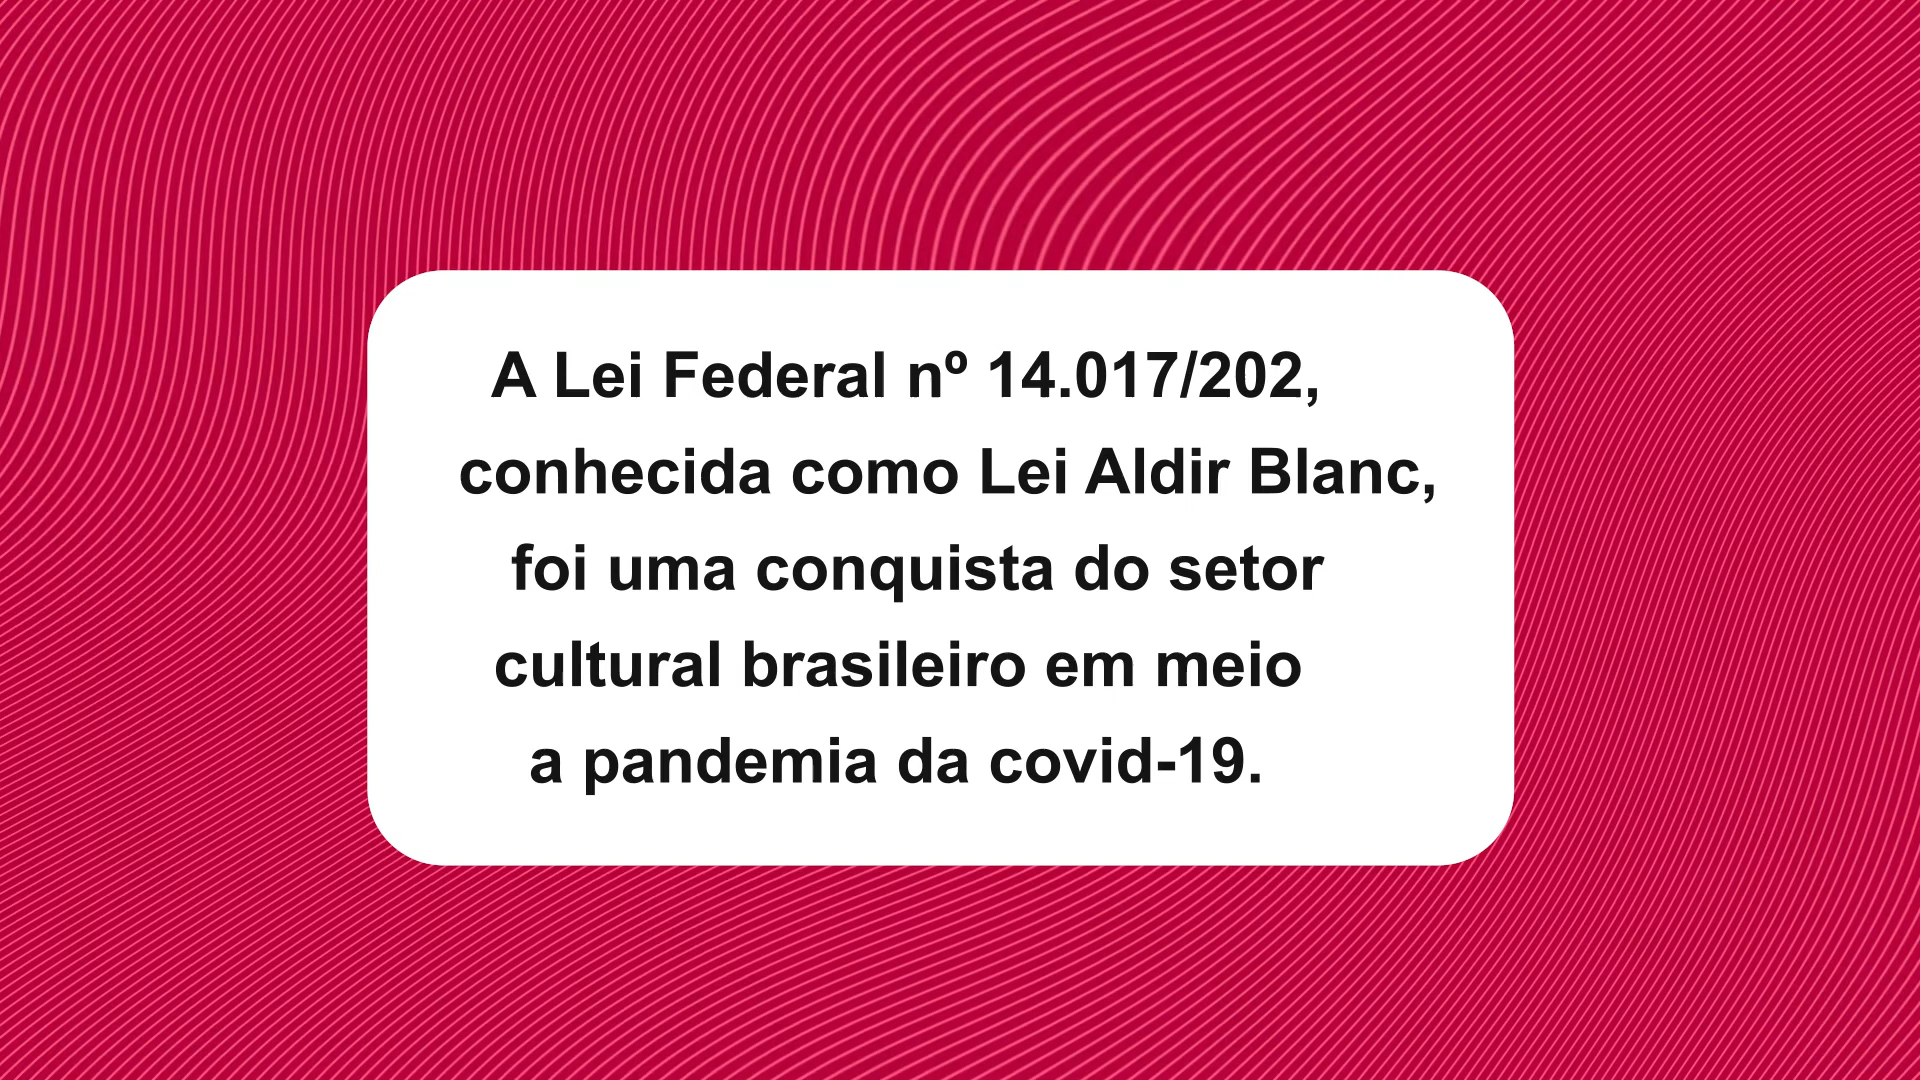 A Lei Federal nº 14.017/202,
conhecida como Lei Aldir Blanc,
foi uma conquista do setor
cultural brasileiro em meio
a pandemia da covid-19.